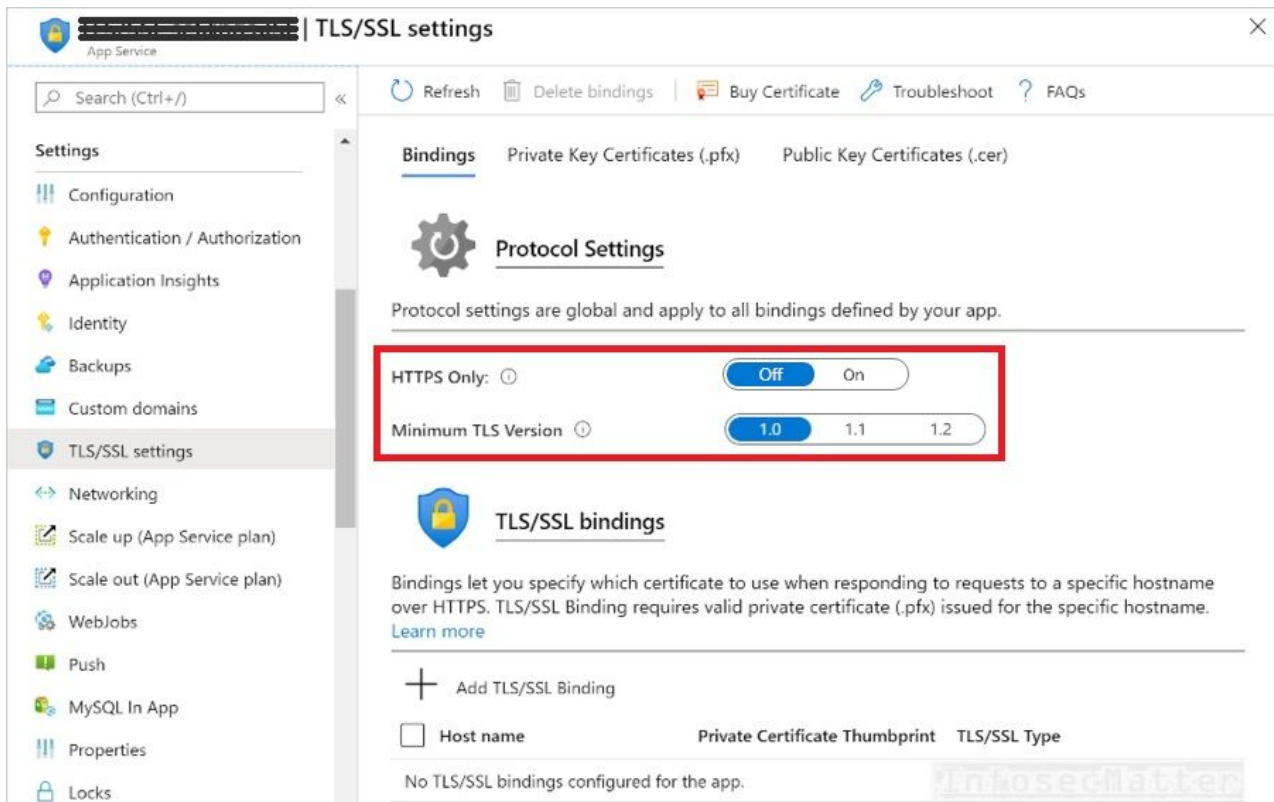 | TLS/SSL settings
App Service
Search (Ctrl+/)
«
Refresh
Delete bindings
Buy Certificate
Troubleshoot
? FAQs
Settings
Configuration
Authentication / Authorization
Application Insights
Identity
Backups
Custom domains
TLS/SSL settings
Networking
Scale up (App Service plan)
Scale out (App Service plan)
WebJobs
Push
MySQL In App
Properties
Locks
Bindings
Private Key Certificates (.pfx)
Public Key Certificates (.cer)
Protocol Settings
Protocol settings are global and apply to all bindings defined by your app.
HTTPS Only:
Off
On
Minimum TLS Version
1.0
1.1
1.2
TLS/SSL bindings
Bindings let you specify which certificate to use when responding to requests to a specific hostname
over HTTPS. TLS/SSL Binding requires valid private certificate (.pfx) issued for the specific hostname.
Learn more
Add TLS/SSL Binding
Host name
Private Certificate Thumbprint
TLS/SSL Type
No TLS/SSL bindings configured for the app.
InfosecMatter